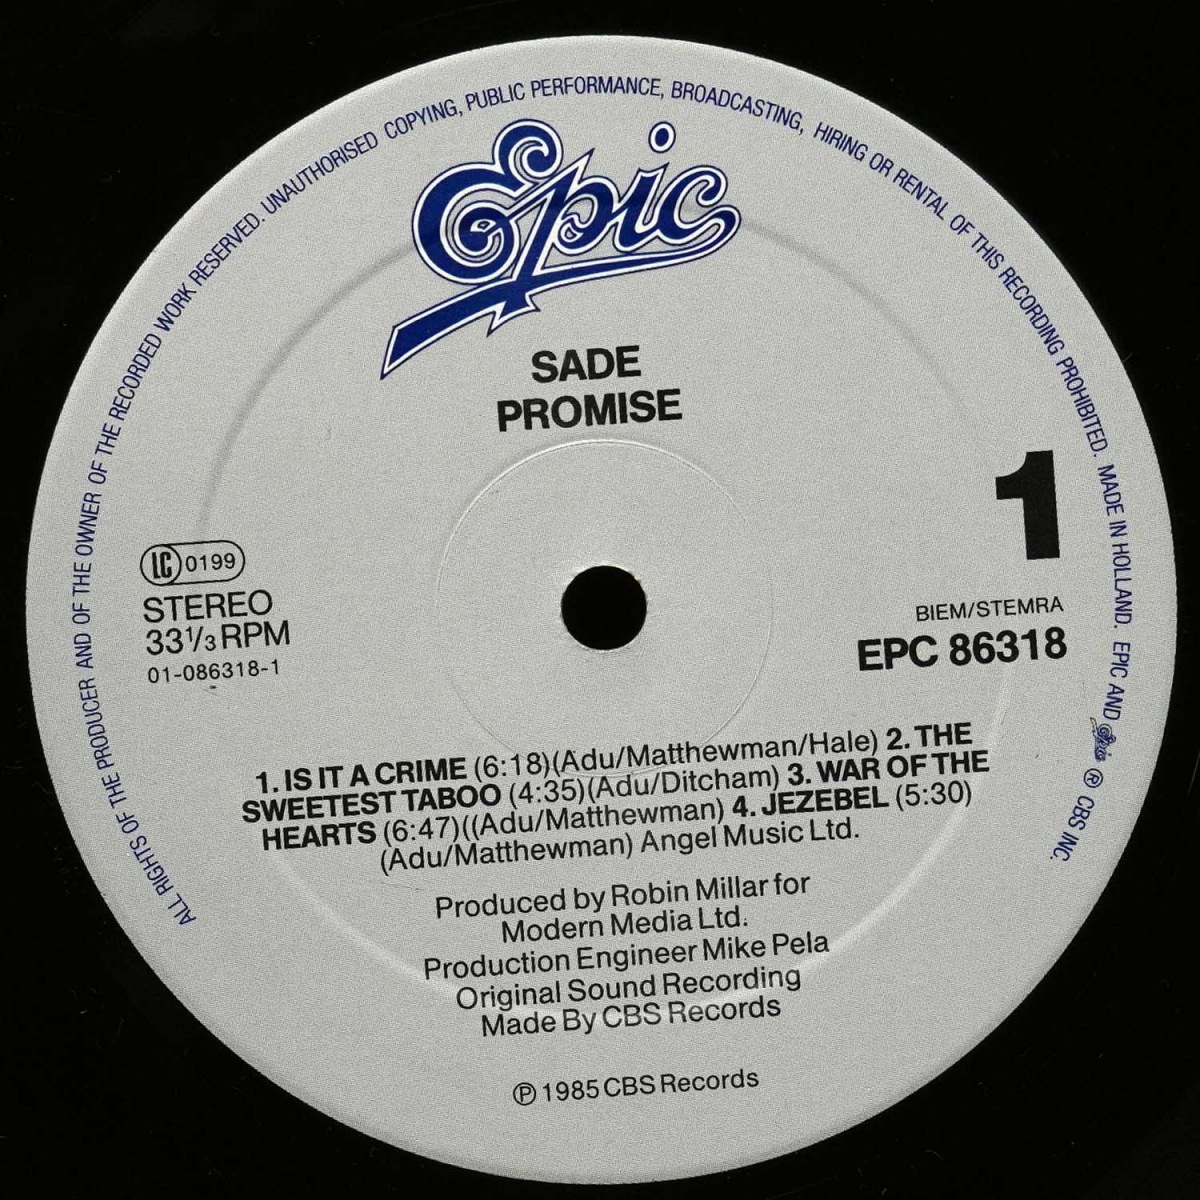 ALL RIGHTS OF THE PRODUCER AND OF THE OWNER OF THE RECORDED WORK RESERVED. UNAUTHORISED COPYING, PUBLIC PERFORMANCE, BROADCASTING, HIRING OR RENTAL OF THIS RECORDING PROHIBITED. MADE IN HOLLAND. EPIC AND Epic ® CBS INC.
Epic
SADE
PROMISE
1
LC 0199
STEREO
33⅓ RPM
01-086318-1
BIEM/STEMRA
EPC 86318
1. IS IT A CRIME (6:18)(Adu/Matthewman/Hale) 2. THE
SWEETEST TABOO (4:35)(Adu/Ditcham) 3. WAR OF THE
HEARTS (6:47)((Adu/Matthewman) 4. JEZEBEL (5:30)
(Adu/Matthewman) Angel Music Ltd.
Produced by Robin Millar for
Modern Media Ltd.
Production Engineer Mike Pela
Original Sound Recording
Made By CBS Records
℗ 1985 CBS Records